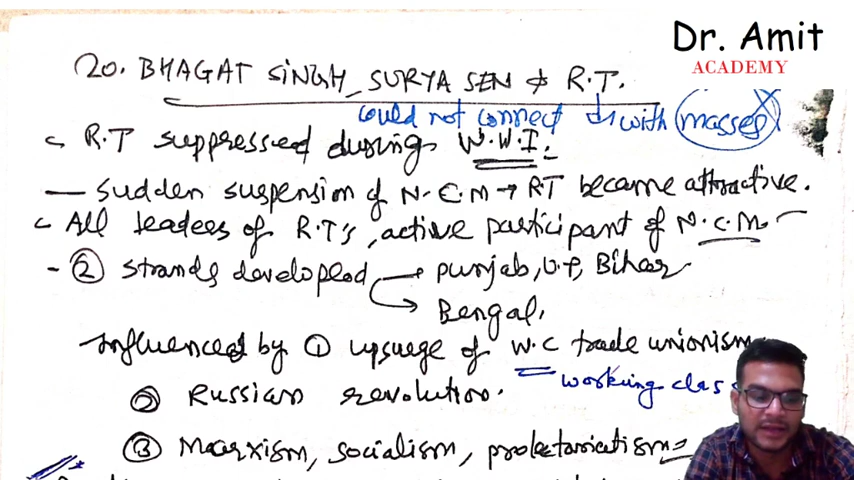 Dr. Amit
ACADEMY
20. BHAGAT SINGH, SURYA SEN & R.T.
could not connect with masses
R.T suppressed during W.W.I.
— Sudden suspension of N.C.M → RT became attractive.
All leaders of R.T's, active participant of N.C.M.
- ② strands developed → Punjab, U.P, Bihar
→ Bengal,
Influenced by ① upsurge of W.C trade unionism
working clas
② Russian revolution.
③ Marxism, socialism, proletariatism